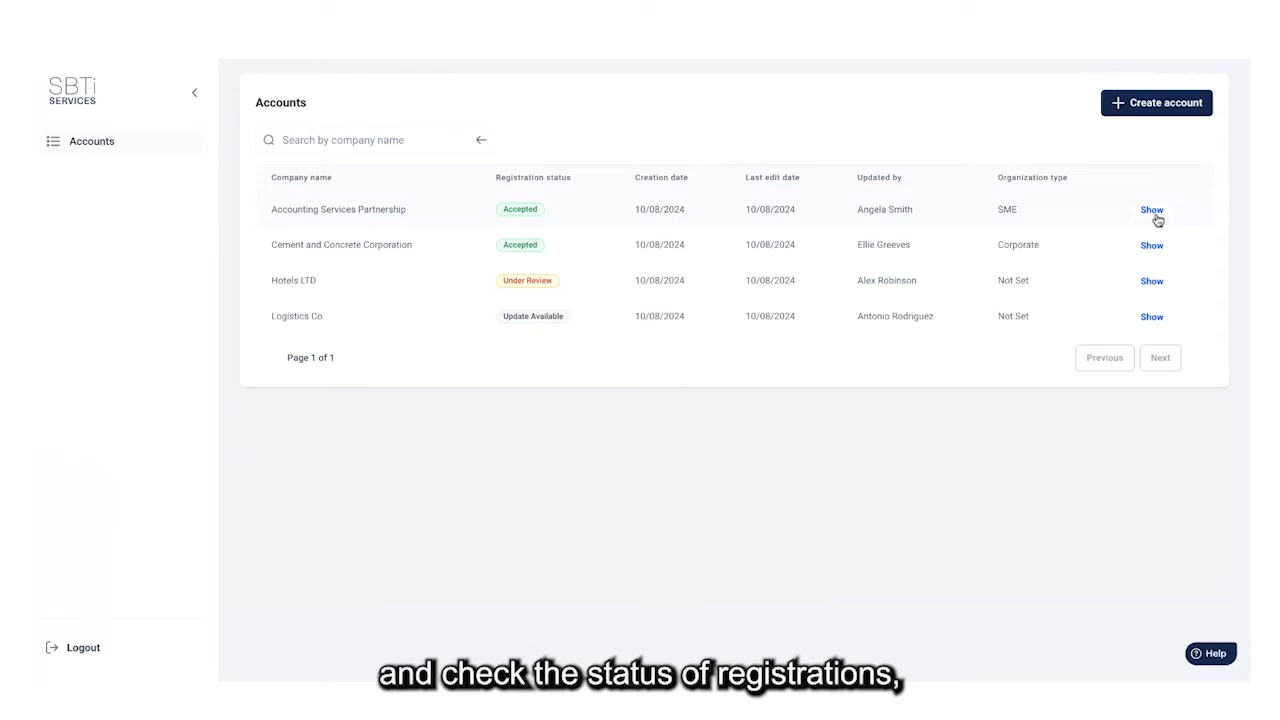 SBTi
SERVICES
Accounts
Accounts
+ Create account
Search by company name
Company name Registration status Creation date Last edit date Updated by Organization type
Accounting Services Partnership Accepted 10/08/2024 10/08/2024 Angela Smith SME Show
Cement and Concrete Corporation Accepted 10/08/2024 10/08/2024 Ellie Greeves Corporate Show
Hotels LTD Under Review 10/08/2024 10/08/2024 Alex Robinson Not Set Show
Logistics Co Update Available 10/08/2024 10/08/2024 Antonio Rodriguez Not Set Show
Page 1 of 1 Previous Next
Logout
Help
and check the status of registrations,